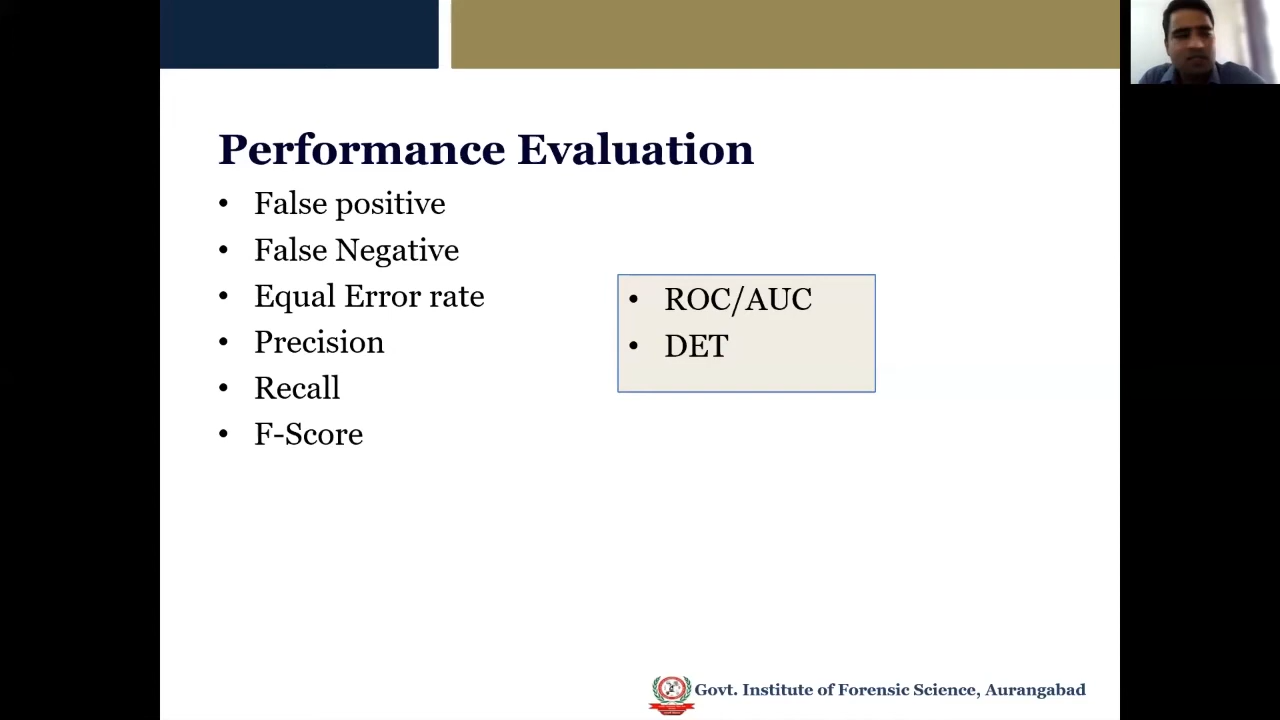 Performance Evaluation
• False positive
• False Negative
• Equal Error rate
• Precision
• Recall
• F-Score
• ROC/AUC
• DET
Govt. Institute of Forensic Science, Aurangabad